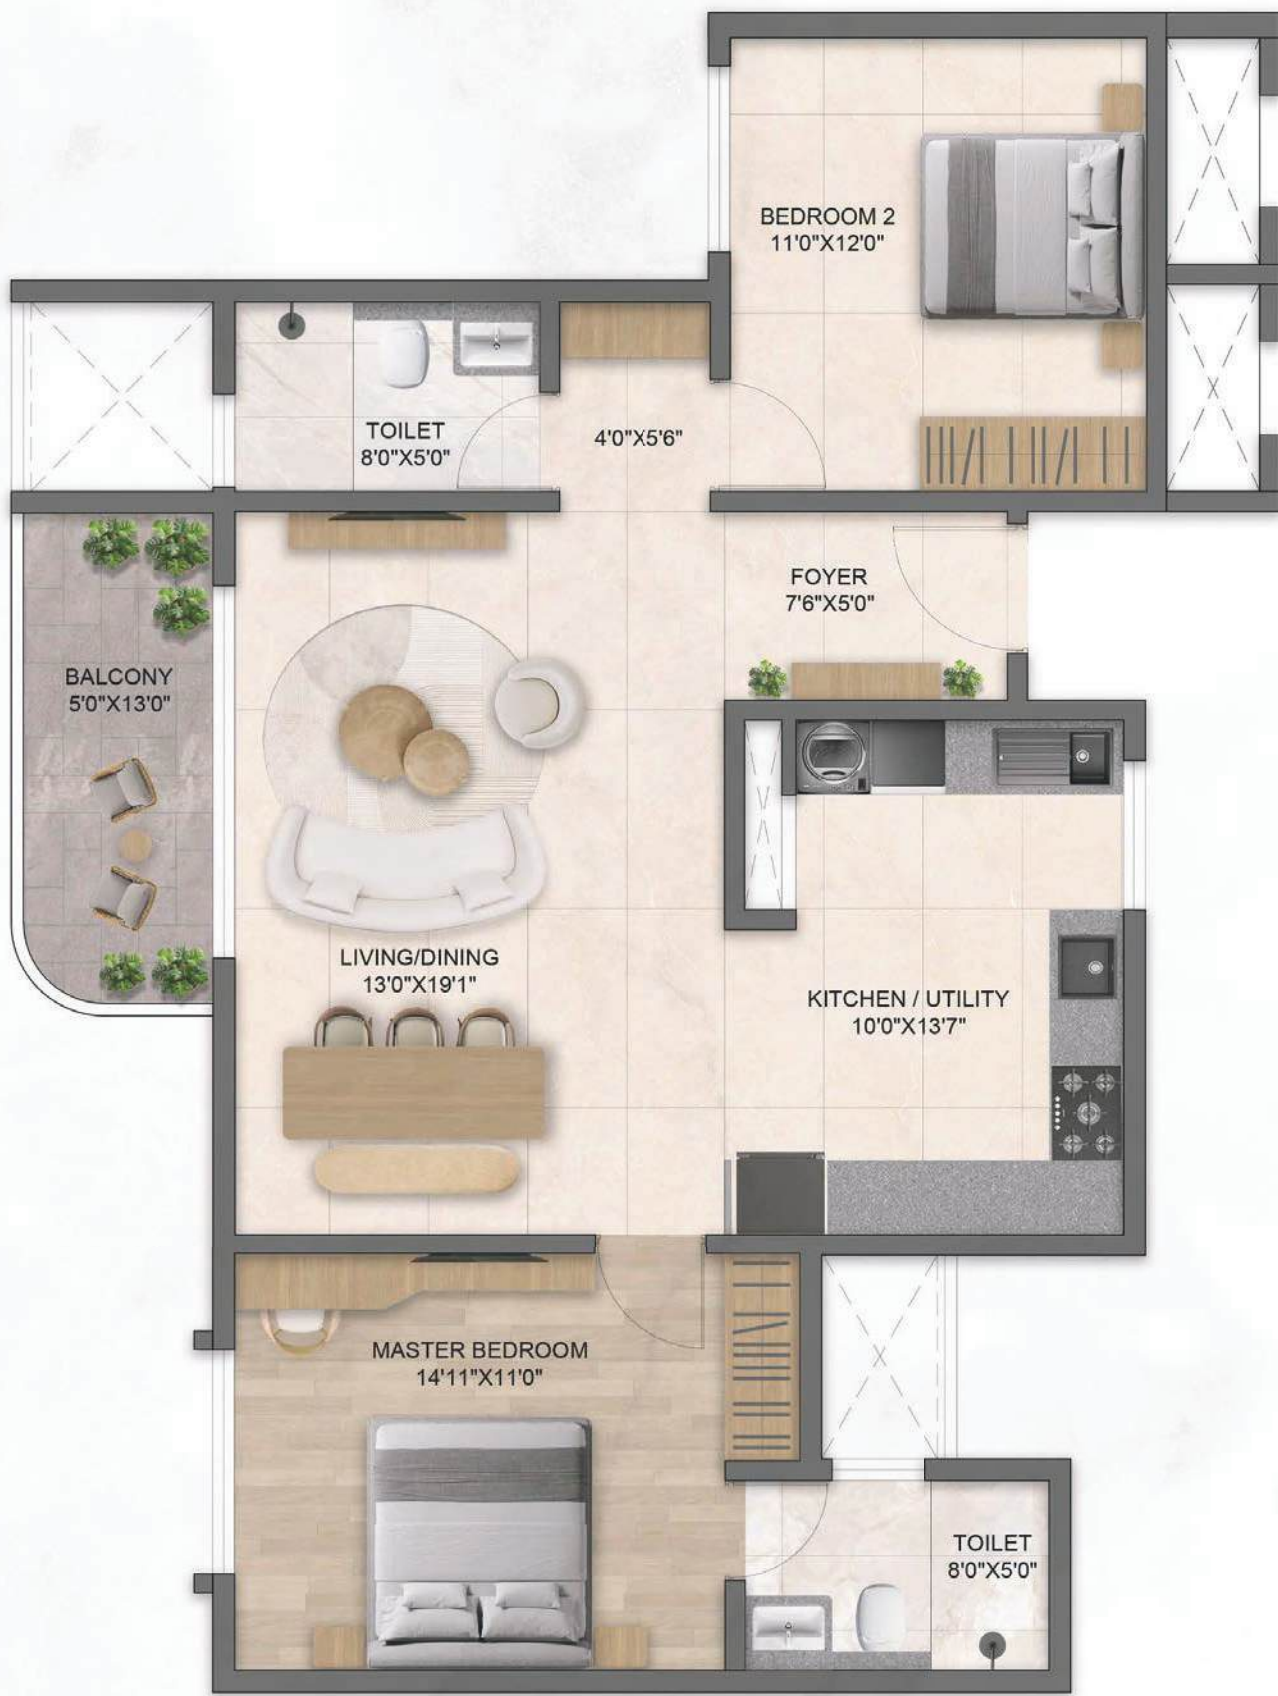 BEDROOM 2
11'0"X12'0"
TOILET
8'0"X5'0"
4'0"X5'6"
FOYER
7'6"X5'0"
BALCONY
5'0"X13'0"
LIVING/DINING
13'0"X19'1"
KITCHEN / UTILITY
10'0"X13'7"
MASTER BEDROOM
14'11"X11'0"
TOILET
8'0"X5'0"